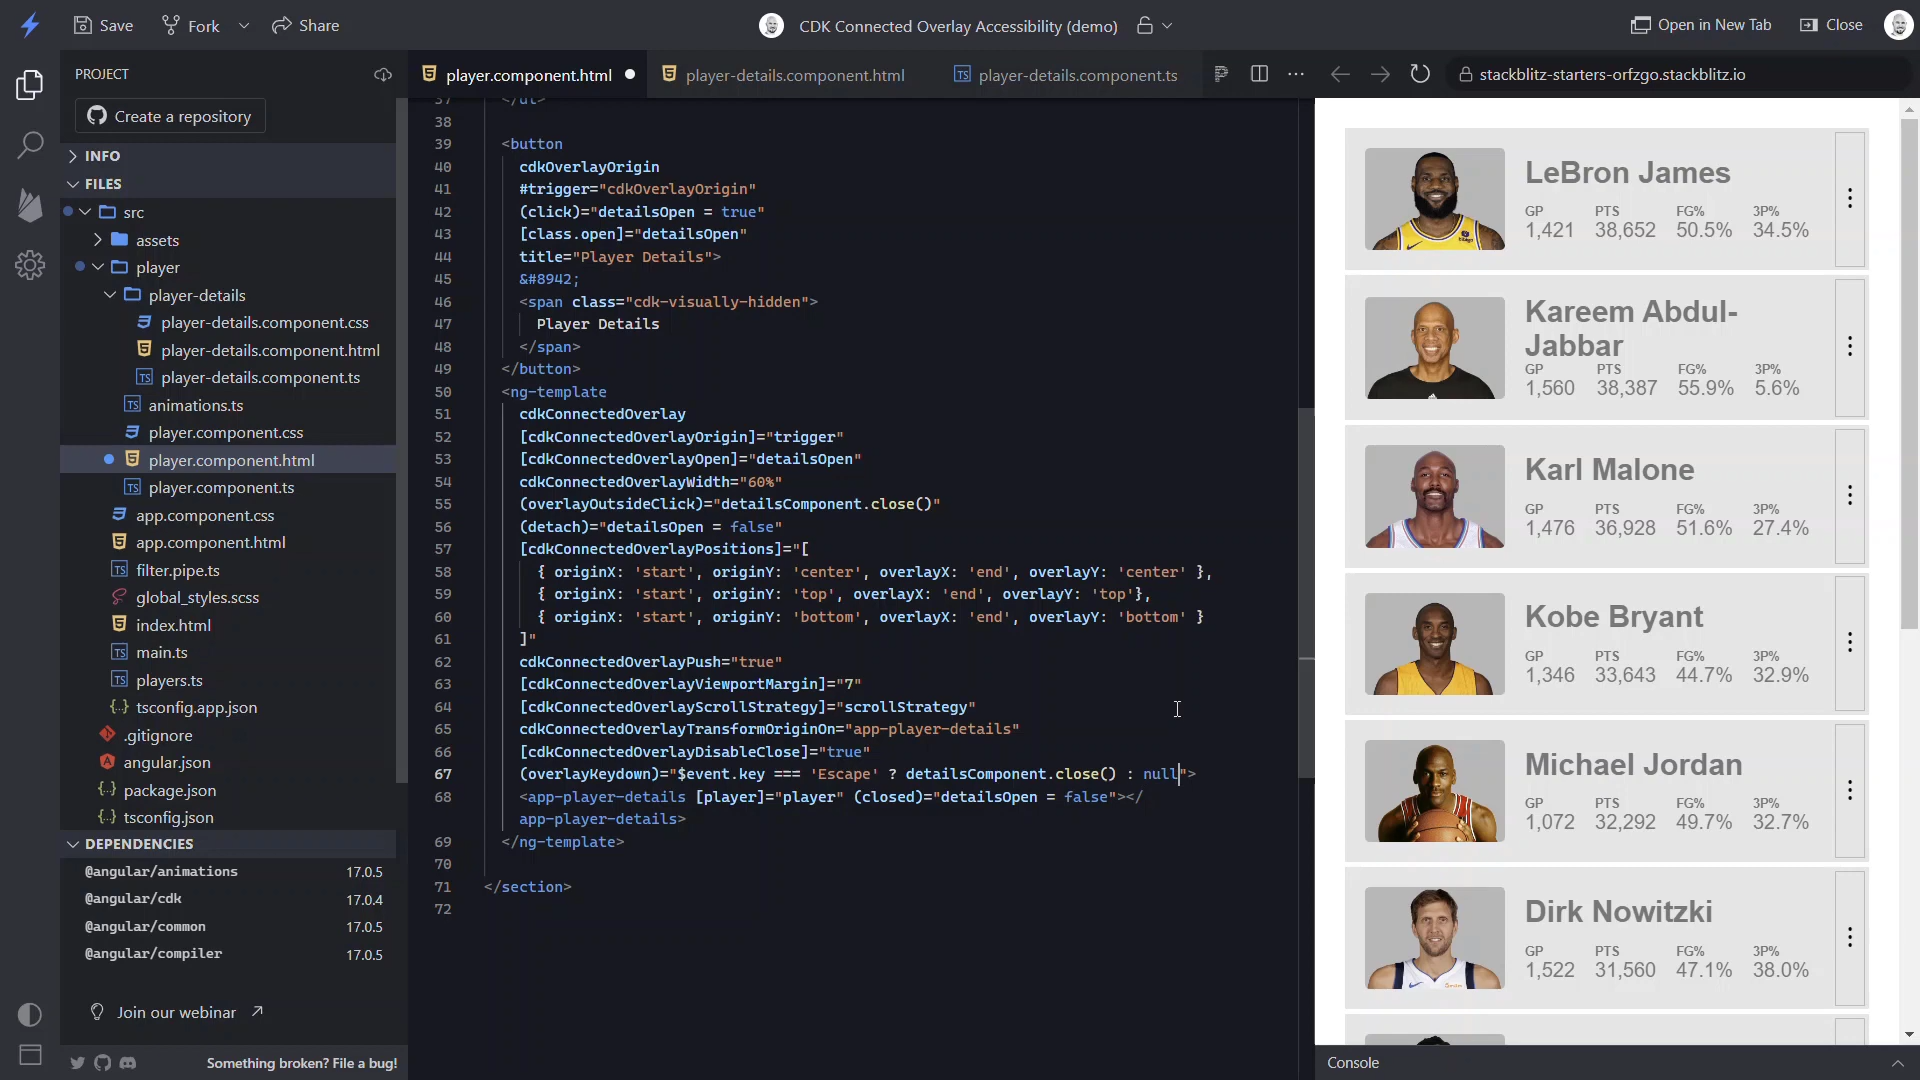 Save
Fork
Share
CDK Connected Overlay Accessibility (demo)
Open in New Tab
Close
PROJECT
Create a repository
INFO
FILES
src
assets
player
player-details
player-details.component.css
player-details.component.html
player-details.component.ts
animations.ts
player.component.css
player.component.html
player.component.ts
app.component.css
app.component.html
filter.pipe.ts
global_styles.scss
index.html
main.ts
players.ts
tsconfig.app.json
.gitignore
angular.json
package.json
tsconfig.json
DEPENDENCIES
@angular/animations 17.0.5
@angular/cdk 17.0.4
@angular/common 17.0.5
@angular/compiler 17.0.5
Join our webinar
Something broken? File a bug!
player.component.html
player-details.component.html
player-details.component.ts
37 </ul>
38
39 <button
40 cdkOverlayOrigin
41 #trigger="cdkOverlayOrigin"
42 (click)="detailsOpen = true"
43 [class.open]="detailsOpen"
44 title="Player Details">
45 &#8942;
46 <span class="cdk-visually-hidden">
47 Player Details
48 </span>
49 </button>
50 <ng-template
51 cdkConnectedOverlay
52 [cdkConnectedOverlayOrigin]="trigger"
53 [cdkConnectedOverlayOpen]="detailsOpen"
54 cdkConnectedOverlayWidth="60%"
55 (overlayOutsideClick)="detailsComponent.close()"
56 (detach)="detailsOpen = false"
57 [cdkConnectedOverlayPositions]="[
58 { originX: 'start', originY: 'center', overlayX: 'end', overlayY: 'center' },
59 { originX: 'start', originY: 'top', overlayX: 'end', overlayY: 'top'},
60 { originX: 'start', originY: 'bottom', overlayX: 'end', overlayY: 'bottom' }
61 ]"
62 cdkConnectedOverlayPush="true"
63 [cdkConnectedOverlayViewportMargin]="7"
64 [cdkConnectedOverlayScrollStrategy]="scrollStrategy"
65 cdkConnectedOverlayTransformOriginOn="app-player-details"
66 [cdkConnectedOverlayDisableClose]="true"
67 (overlayKeydown)="$event.key === 'Escape' ? detailsComponent.close() : null">
68 <app-player-details [player]="player" (closed)="detailsOpen = false"></
app-player-details>
69 </ng-template>
70
71 </section>
72
stackblitz-starters-orfzgo.stackblitz.io
LeBron James
GP PTS FG% 3P%
1,421 38,652 50.5% 34.5%
Kareem Abdul-
Jabbar
GP PTS FG% 3P%
1,560 38,387 55.9% 5.6%
Karl Malone
GP PTS FG% 3P%
1,476 36,928 51.6% 27.4%
Kobe Bryant
GP PTS FG% 3P%
1,346 33,643 44.7% 32.9%
Michael Jordan
GP PTS FG% 3P%
1,072 32,292 49.7% 32.7%
Dirk Nowitzki
GP PTS FG% 3P%
1,522 31,560 47.1% 38.0%
Console